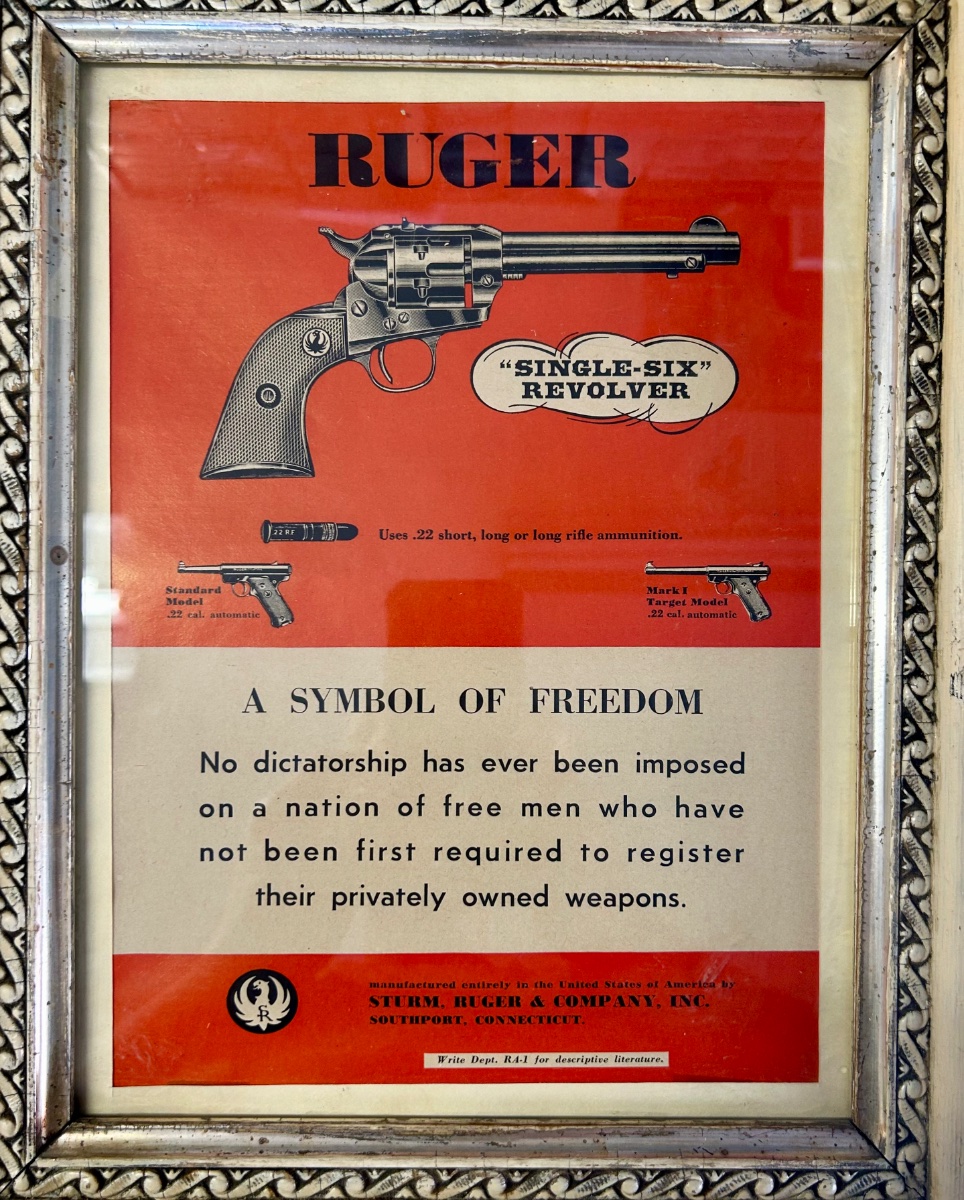 RUGER
“SINGLE-SIX”
REVOLVER
.22 RF
Uses .22 short, long or long rifle ammunition.
Standard
Model
.22 cal. automatic
Mark I
Target Model
.22 cal. automatic
A SYMBOL OF FREEDOM
No dictatorship has ever been imposed
on a nation of free men who have
not been first required to register
their privately owned weapons.
manufactured entirely in the United States of America by
STURM, RUGER & COMPANY, INC.
SOUTHPORT, CONNECTICUT.
Write Dept. RA-1 for descriptive literature.